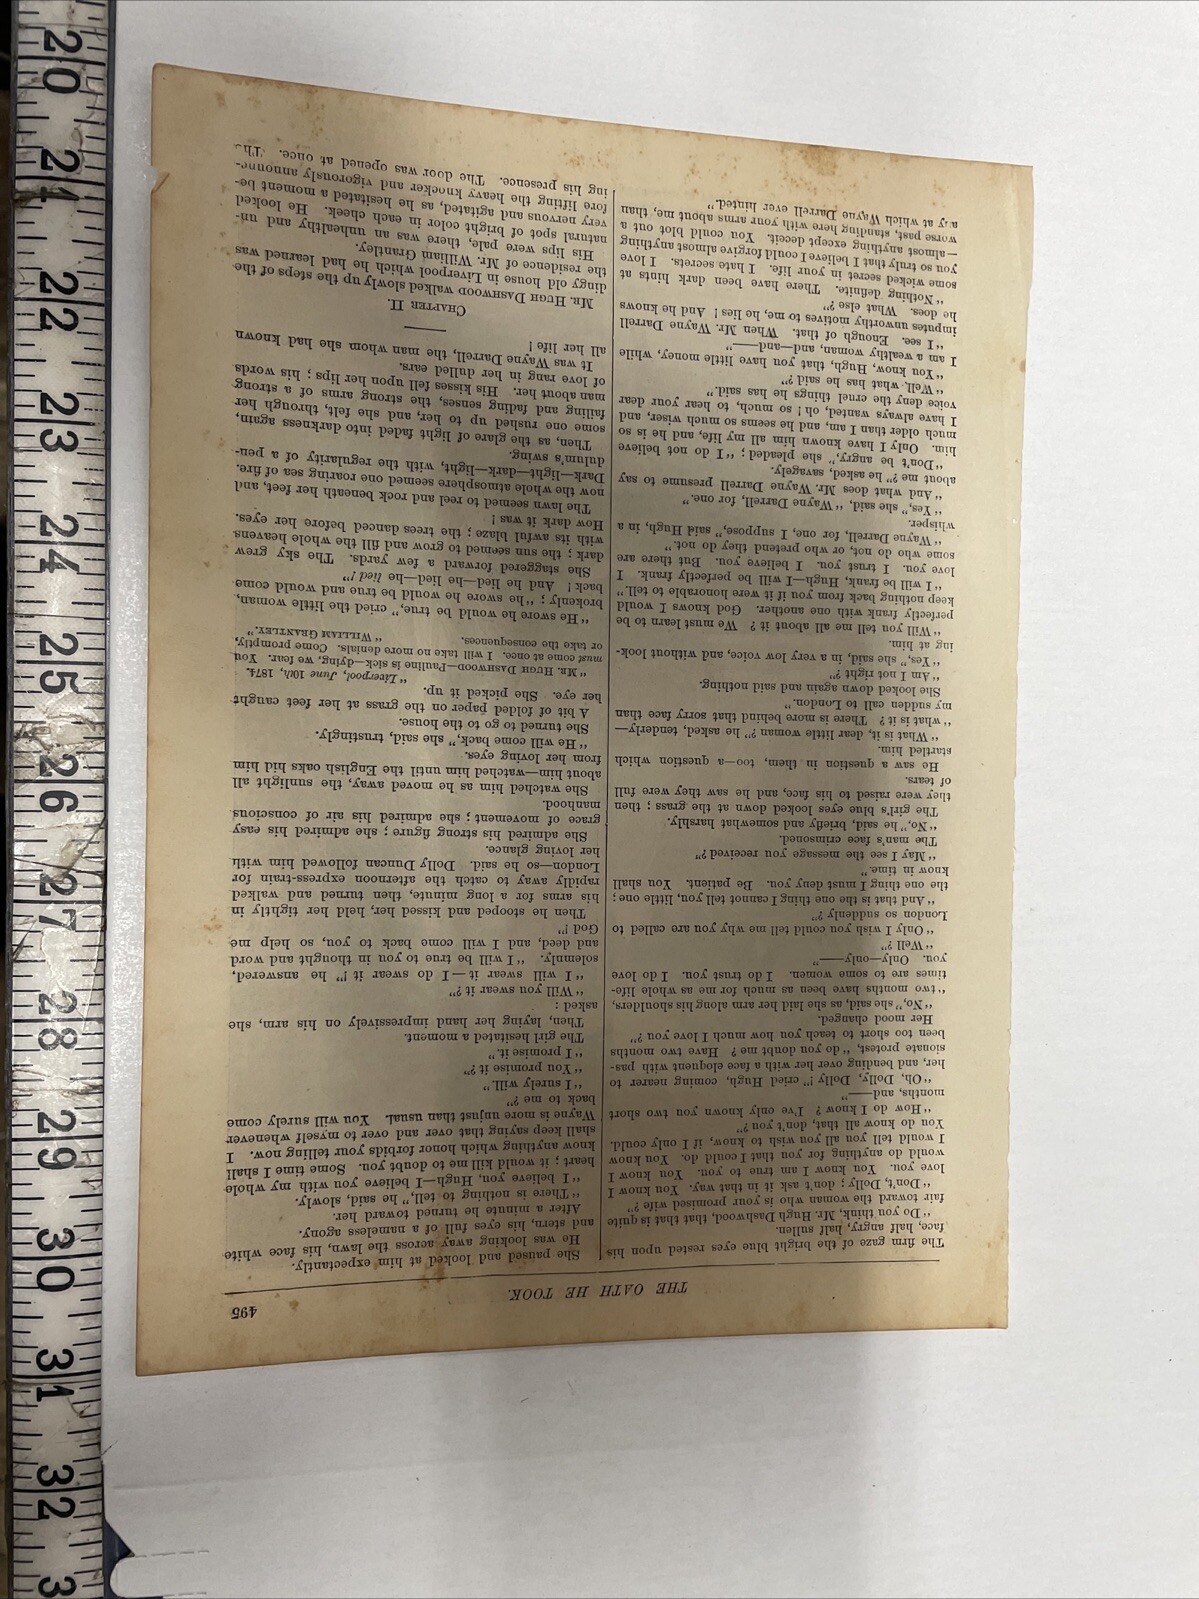 THE OATH HE TOOK. 495
The firm gaze of the bright blue eyes rested upon his
face, half angry, half sullen.
“Do you think, Mr. Hugh Dashwood, that that is quite
fair toward the woman who is your promised wife ?”
“Don’t, Dolly ; don’t ask it in that way. You know I
love you. You know I am true to you. You know I
would do anything for you that I could do. You know
I would tell you all you wish to know, if I only could.
You do know all that, don’t you ?”
“How do I know ? I’ve only known you two short
months, and——”
“Oh, Dolly, Dolly !” cried Hugh, coming nearer to
her, and bending over her with a face eloquent with pas-
sionate protest, “do you doubt me ? Have two months
been too short to teach you how much I love you ?”
Her mood changed.
“No,” she said, as she laid her arm along his shoulders,
“two months have been as much for me as whole life-
times are to some women. I do trust you. I do love
you. Only—only——”
“Well ?”
“Only I wish you could tell me why you are called to
London so suddenly ?”
“And that is the one thing I cannot tell you, little one ;
the one thing I must deny you. Be patient. You shall
know in time.”
“May I see the message you received ?”
The man’s face crimsoned.
“No,” he said, briefly and somewhat harshly.
The girl’s blue eyes looked down at the grass ; then
they were raised to his face, and he saw they were full
of tears.
He saw a question in them, too—a question which
startled him.
“What is it, dear little woman ?” he asked, tenderly—
“what is it ? There is more behind that sorry face than
my sudden call to London.”
She looked down again and said nothing.
“Am I not right ?”
“Yes,” she said, in a very low voice, and without look-
ing at him.
“Will you tell me all about it ? We must learn to be
perfectly frank with one another. God knows I would
keep nothing back from you if it were honorable to tell.”
“I will be frank, Hugh—I will be perfectly frank. I
love you. I trust you. I believe you. But there are
some who do not, or who pretend they do not.”
“Wayne Darrell, for one, I suppose,” said Hugh, in a
whisper.
“Yes,” she said, “Wayne Darrell, for one.”
“And what does Mr. Wayne Darrell presume to say
about me ?” he asked, savagely.
“Don’t be angry,” she pleaded ; “I do not believe
him. Only I have known him all my life, and he is so
much older than I am, and he seems so much wiser, and
I have always wanted, oh ! so much, to hear your dear
voice deny the cruel things he has said.”
“Well, what has he said ?”
“You know, Hugh, that you have little money, while
I am a wealthy woman, and—and——”
“I see. Enough of that. When Mr. Wayne Darrell
imputes unworthy motives to me, he lies ! And he knows
he does. What else ?”
“Nothing definite. There have been dark hints at
some wicked secret in your life. I hate secrets. I love
you so truly that I believe I could forgive almost anything
—almost anything except deceit. You could blot out a
worse past, standing here with your arms about me, than
any at which Wayne Darrell ever hinted.”
She paused and looked at him expectantly.
He was looking away across the lawn, his face white
and stern, his eyes full of a nameless agony.
After a minute he turned toward her.
“There is nothing to tell,” he said, slowly.
“I believe you, Hugh—I believe you with my whole
heart ; it would kill me to doubt you. Some time I shall
know anything which honor forbids your telling now. I
shall keep saying that over and over to myself whenever
Wayne is more unjust than usual. You will surely come
back to me ?”
“I surely will.”
“You promise it ?”
“I promise it.”
The girl hesitated a moment.
Then, laying her hand impressively on his arm, she
asked :
“Will you swear it ?”
“I will swear it—I do swear it !” he answered,
solemnly. “I will be true to you in thought and word
and deed, and I will come back to you, so help me
God !”
Then he stooped and kissed her, held her tightly in
his arms for a long minute, then turned and walked
rapidly away to catch the afternoon express-train for
London—so he said. Dolly Duncan followed him with
her loving glance.
She admired his strong figure ; she admired his easy
grace of movement ; she admired his air of conscious
manhood.
She watched him as he moved away, the sunlight all
about him—watched him until the English oaks hid him
from her loving eyes.
“He will come back,” she said, trustingly.
She turned to go to the house.
A bit of folded paper on the grass at her feet caught
her eye. She picked it up.
“Liverpool, June 10th, 1874.
“MR. HUGH DASHWOOD—Pauline is sick—dying, we fear. You
must come at once. I will take no more denials. Come promptly,
or take the consequences. “WILLIAM GRANTLEY.”
“He swore he would be true,” cried the little woman,
brokenly ; “he swore he would be true and would come
back ! And he lied—he lied—he lied !”
She staggered forward a few yards. The sky grew
dark ; the sun seemed to grow and fill the whole heavens
with its awful blaze ; the trees danced before her eyes.
How dark it was !
The lawn seemed to reel and rock beneath her feet, and
now the whole atmosphere seemed one roaring sea of fire.
Dark—light—dark—light, with the regularity of a pen-
dulum’s swing.
Then, as the glare of light faded into darkness again,
some one rushed up to her, and she felt, through her
failing and fading senses, the strong arms of a strong
man about her. His kisses fell upon her lips ; his words
of love rang in her dulled ears.
It was Wayne Darrell, the man whom she had known
all her life !
CHAPTER II.
MR. HUGH DASHWOOD walked slowly up the steps of the
dingy old house in Liverpool which he had learned was
the residence of Mr. William Grantley.
His lips were pale, there was an unhealthy and un-
natural spot of bright color in each cheek. He looked
very nervous and agitated, as he hesitated a moment be-
fore lifting the heavy knocker and vigorously announc-
ing his presence. The door was opened at once. Th
20
21
22
23
24
25
26
27
28
29
30
31
32
3